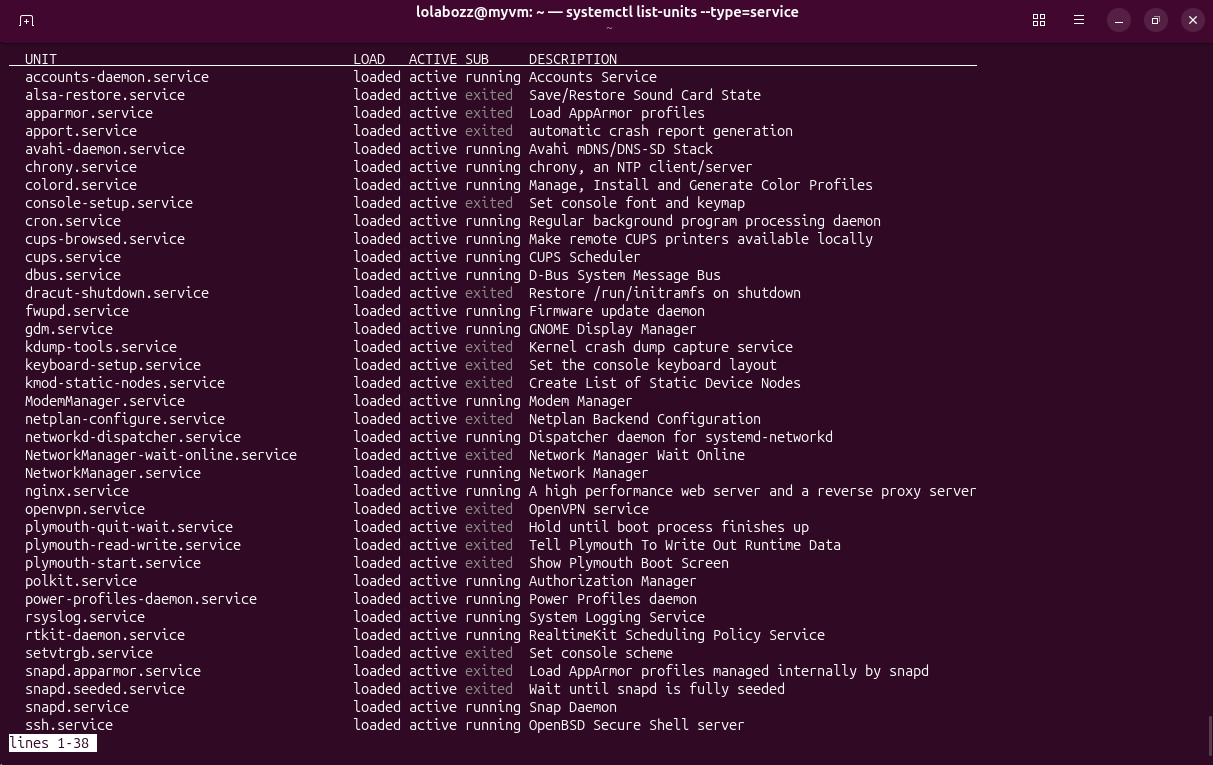 lolabozz@myvm: ~ — systemctl list-units --type=service
~
UNIT LOAD ACTIVE SUB DESCRIPTION
accounts-daemon.service loaded active running Accounts Service
alsa-restore.service loaded active exited Save/Restore Sound Card State
apparmor.service loaded active exited Load AppArmor profiles
apport.service loaded active exited automatic crash report generation
avahi-daemon.service loaded active running Avahi mDNS/DNS-SD Stack
chrony.service loaded active running chrony, an NTP client/server
colord.service loaded active running Manage, Install and Generate Color Profiles
console-setup.service loaded active exited Set console font and keymap
cron.service loaded active running Regular background program processing daemon
cups-browsed.service loaded active running Make remote CUPS printers available locally
cups.service loaded active running CUPS Scheduler
dbus.service loaded active running D-Bus System Message Bus
dracut-shutdown.service loaded active exited Restore /run/initramfs on shutdown
fwupd.service loaded active running Firmware update daemon
gdm.service loaded active running GNOME Display Manager
kdump-tools.service loaded active exited Kernel crash dump capture service
keyboard-setup.service loaded active exited Set the console keyboard layout
kmod-static-nodes.service loaded active exited Create List of Static Device Nodes
ModemManager.service loaded active running Modem Manager
netplan-configure.service loaded active exited Netplan Backend Configuration
networkd-dispatcher.service loaded active running Dispatcher daemon for systemd-networkd
NetworkManager-wait-online.service loaded active exited Network Manager Wait Online
NetworkManager.service loaded active running Network Manager
nginx.service loaded active running A high performance web server and a reverse proxy server
openvpn.service loaded active exited OpenVPN service
plymouth-quit-wait.service loaded active exited Hold until boot process finishes up
plymouth-read-write.service loaded active exited Tell Plymouth To Write Out Runtime Data
plymouth-start.service loaded active exited Show Plymouth Boot Screen
polkit.service loaded active running Authorization Manager
power-profiles-daemon.service loaded active running Power Profiles daemon
rsyslog.service loaded active running System Logging Service
rtkit-daemon.service loaded active running RealtimeKit Scheduling Policy Service
setvtrgb.service loaded active exited Set console scheme
snapd.apparmor.service loaded active exited Load AppArmor profiles managed internally by snapd
snapd.seeded.service loaded active exited Wait until snapd is fully seeded
snapd.service loaded active running Snap Daemon
ssh.service loaded active running OpenBSD Secure Shell server
lines 1-38